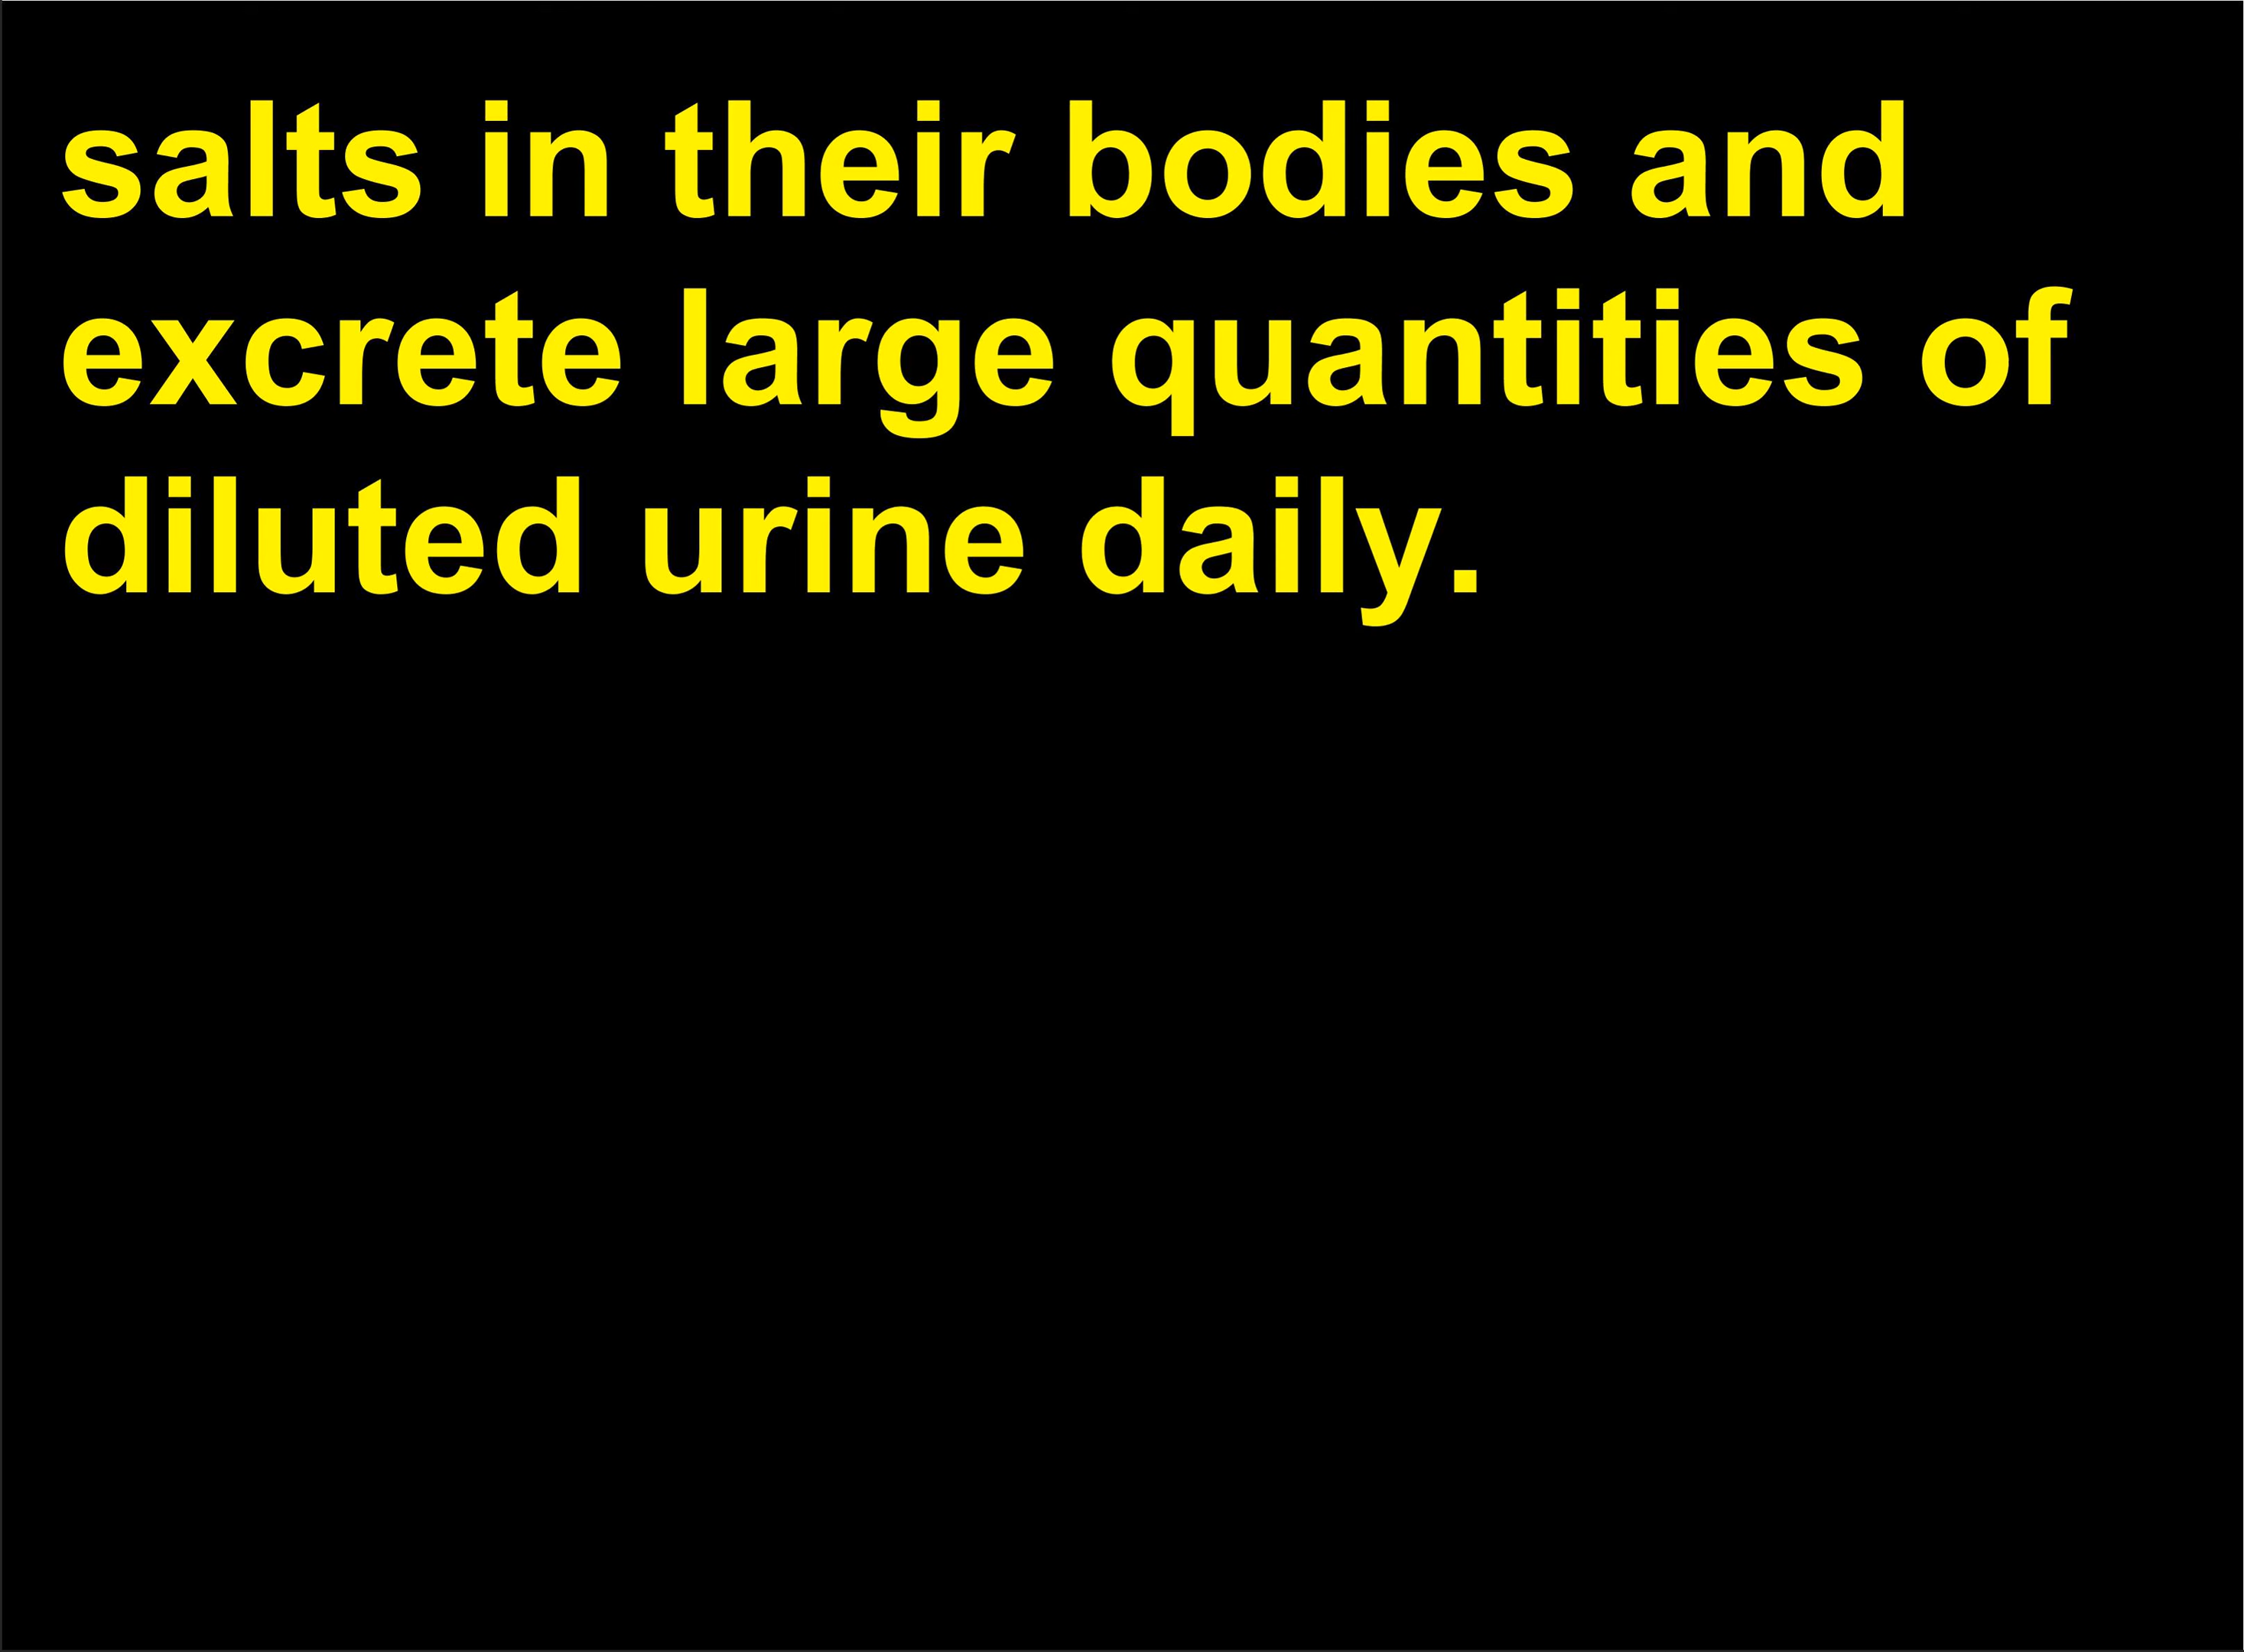 salts in their bodies and
excrete large quantities of
diluted urine daily.